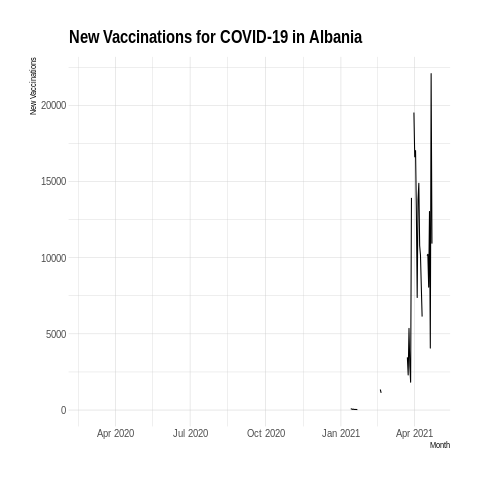 New Vaccinations for COVID-19 in Albania
New Vaccinations
20000
15000
10000
5000
0
Apr 2020 Jul 2020 Oct 2020 Jan 2021 Apr 2021
Month